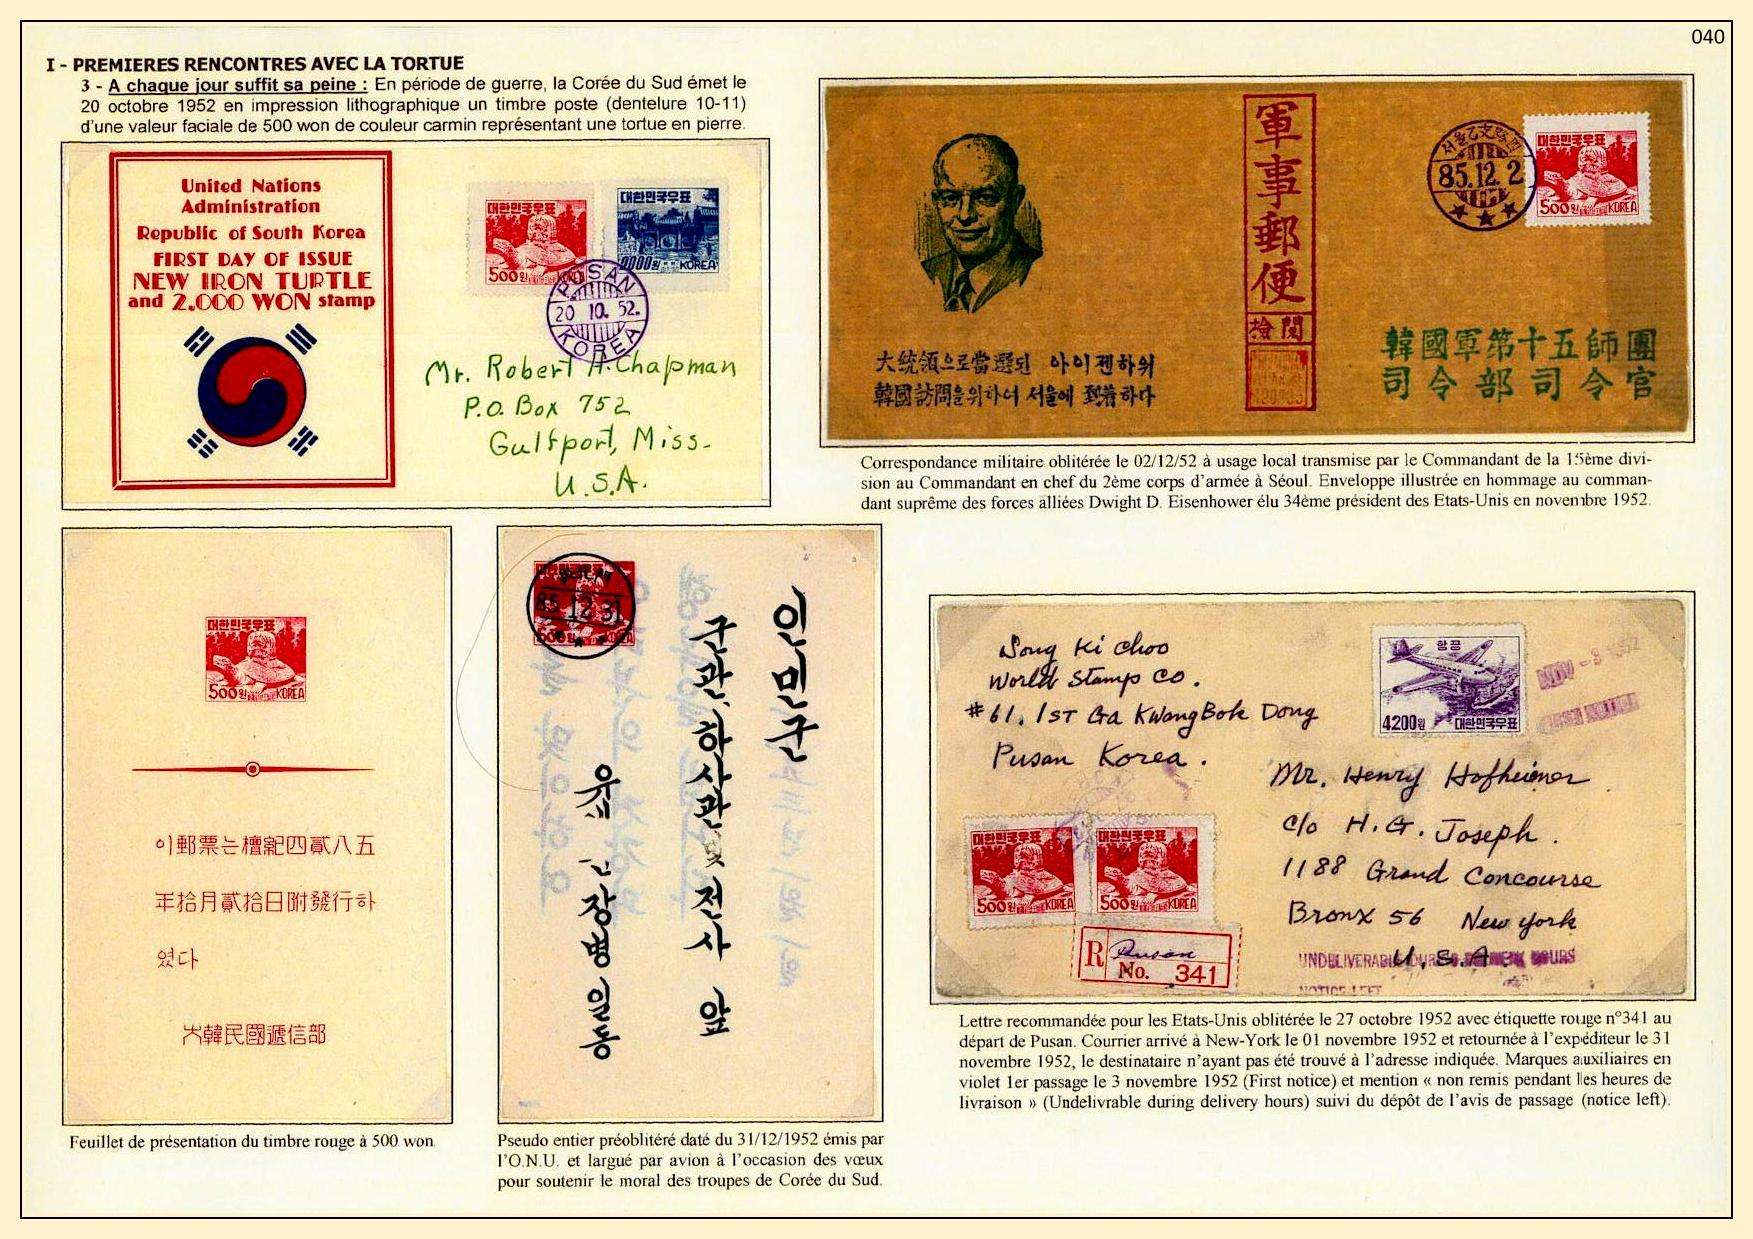 040
I - PREMIERES RENCONTRES AVEC LA TORTUE
3 - A chaque jour suffit sa peine : En période de guerre, la Corée du Sud émet le
20 octobre 1952 en impression lithographique un timbre poste (dentelure 10-11)
d'une valeur faciale de 500 won de couleur carmin représentant une tortue en pierre.
United Nations
Administration
Republic of South Korea
FIRST DAY OF ISSUE
NEW IRON TURTLE
and 2.000 WON stamp
대한민국우표
500원 KOREA
대한민국우표
KOREA
PUSAN
20 10. 52.
KOREA
Mr. Robert A. Chapman
P.O. Box 752
Gulfport, Miss.
U.S.A.
大統領으로當選된 아이젠하워
韓國訪問을위하여 서울에 到着하다
軍事郵便
檢閱
85.12.2
대한민국우표
500원 KOREA
韓國軍第十五師團
司令部司令官
Correspondance militaire oblitérée le 02/12/52 à usage local transmise par le Commandant de la 15ème divi-
sion au Commandant en chef du 2ème corps d'armée à Séoul. Enveloppe illustrée en hommage au comman-
dant suprême des forces alliées Dwight D. Eisenhower élu 34ème président des Etats-Unis en novembre 1952.
대한민국우표
500원 KOREA
이郵票는檀紀四貳八五
年拾月貳拾日附發行하
였다
大韓民國遞信部
Feuillet de présentation du timbre rouge à 500 won
85.12.31
인민군
군관, 하사관 및 전사 앞
Pseudo entier préoblitéré daté du 31/12/1952 émis par
l'O.N.U. et largué par avion à l'occasion des vœux
pour soutenir le moral des troupes de Corée du Sud.
Song Ki Choo
World Stamp Co.
#61, 1ST Ga KwangBok Dong
Pusan Korea.
항공
4200원 대한민국우표
NOV -3 1952
FIRST NOTICE
Mr. Henry Hofheimer
c/o H.G. Joseph.
1188 Grand Concourse
Bronx 56 New york
U.S.A.
대한민국우표
500원 KOREA
대한민국우표
500원 KOREA
R Pusan
No. 341
UNDELIVERABLE DURING DELIVERY HOURS
NOTICE LEFT
Lettre recommandée pour les Etats-Unis oblitérée le 27 octobre 1952 avec étiquette rouge n°341 au
départ de Pusan. Courrier arrivé à New-York le 01 novembre 1952 et retournée à l'expéditeur le 31
novembre 1952, le destinataire n'ayant pas été trouvé à l'adresse indiquée. Marques auxiliaires en
violet 1er passage le 3 novembre 1952 (First notice) et mention « non remis pendant les heures de
livraison » (Undelivrable during delivery hours) suivi du dépôt de l'avis de passage (notice left).